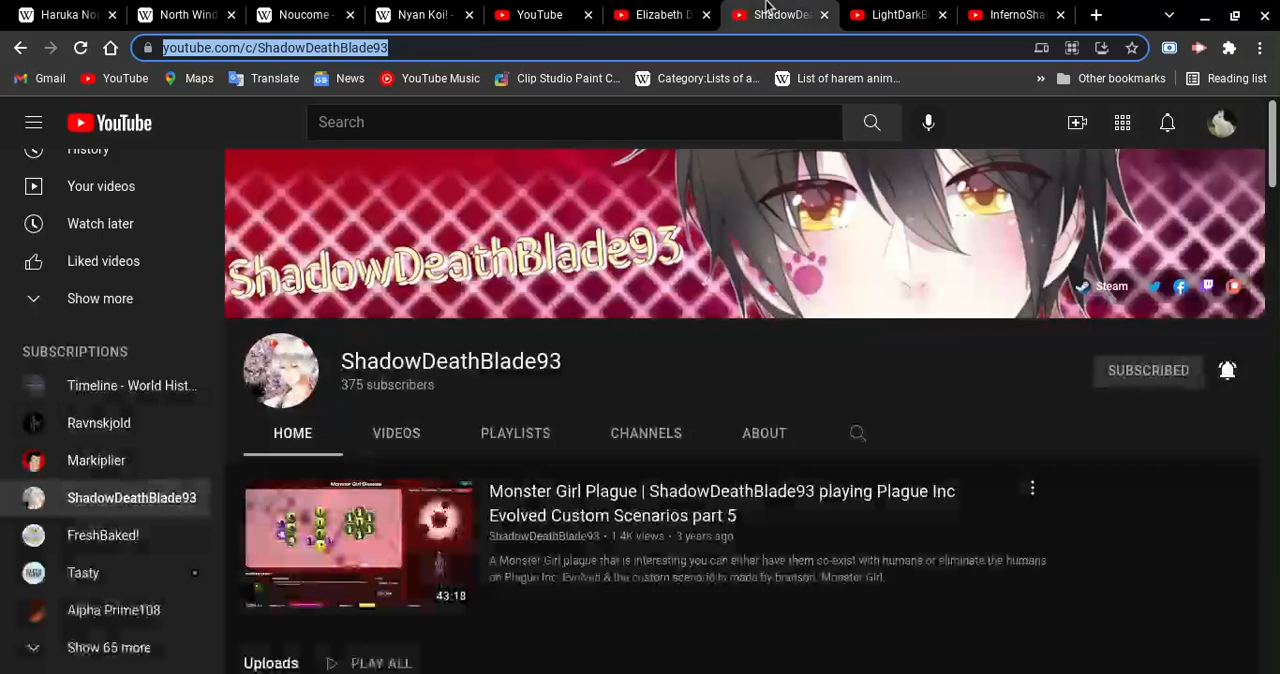 Haruka No
North Wind
Noucome -
Nyan Koi! -
YouTube
Elizabeth D
ShadowDea
LightDarkBl
InfernoSha
youtube.com/c/ShadowDeathBlade93
Gmail
YouTube
Maps
Translate
News
YouTube Music
Clip Studio Paint C...
Category:Lists of a...
List of harem anim...
»
Other bookmarks
Reading list
YouTube
Search
History
Your videos
Watch later
Liked videos
Show more
SUBSCRIPTIONS
Timeline - World Hist...
Ravnskjold
Markiplier
ShadowDeathBlade93
FreshBaked!
Tasty
Alpha Prime108
Show 65 more
ShadowDeathBlade93
Steam
ShadowDeathBlade93
375 subscribers
SUBSCRIBED
HOME
VIDEOS
PLAYLISTS
CHANNELS
ABOUT
43:18
Monster Girl Plague | ShadowDeathBlade93 playing Plague Inc
Evolved Custom Scenarios part 5
ShadowDeathBlade93 • 1.4K views • 3 years ago
A Monster Girl plague that is interesting you can either have them co-exist with humans or eliminate the humans
on Plague Inc. Evolved & the custom scenario is made by
Monster Girl.
Uploads
PLAY ALL